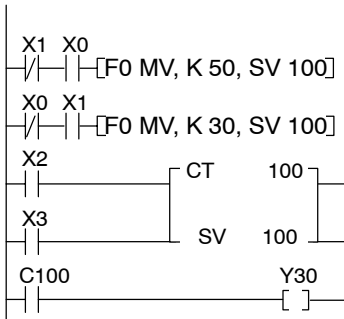 X1 X0
F0 MV, K 50, SV 100
X0 X1
F0 MV, K 30, SV 100
X2
CT 100
X3
SV 100
C100 Y30